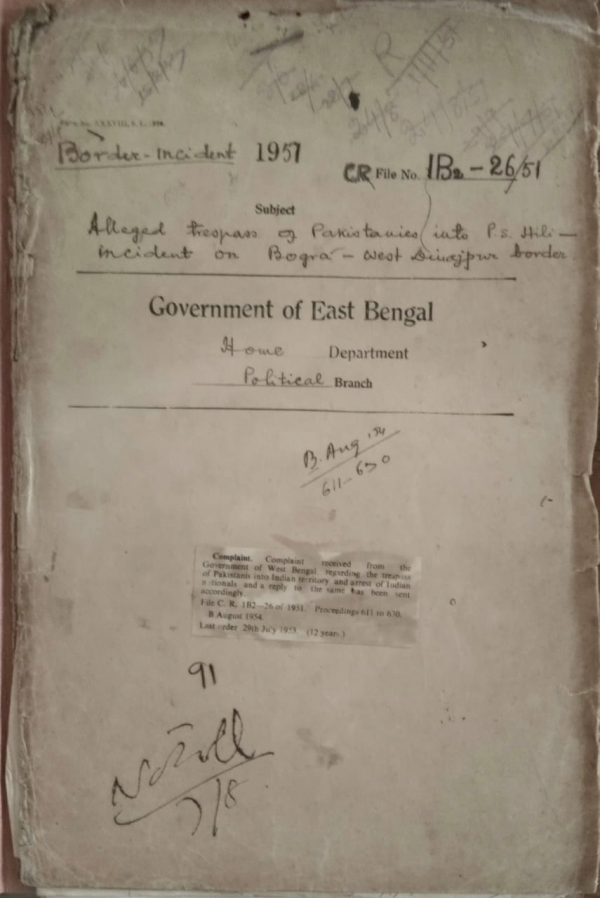 R
Border-Incident 1951
CR File No. 1B2-26/51
Subject
Alleged trespass of Pakistanies into P.S. Hili-
incident on Bogra-West Dinajpur border
Government of East Bengal
Home Department
Political Branch
B. Aug '54
611-630
Complaint. Complaint received from the
Government of West Bengal regarding the trespass
of Pakistanis into Indian territory and arrest of Indian
nationals and a reply to the same has been sent
accordingly.
File C. R. 1B2-26 of 1951. Proceedings 611 to 630,
B August 1954.
Last order 29th July 1953 (12 years.)
91
7/8